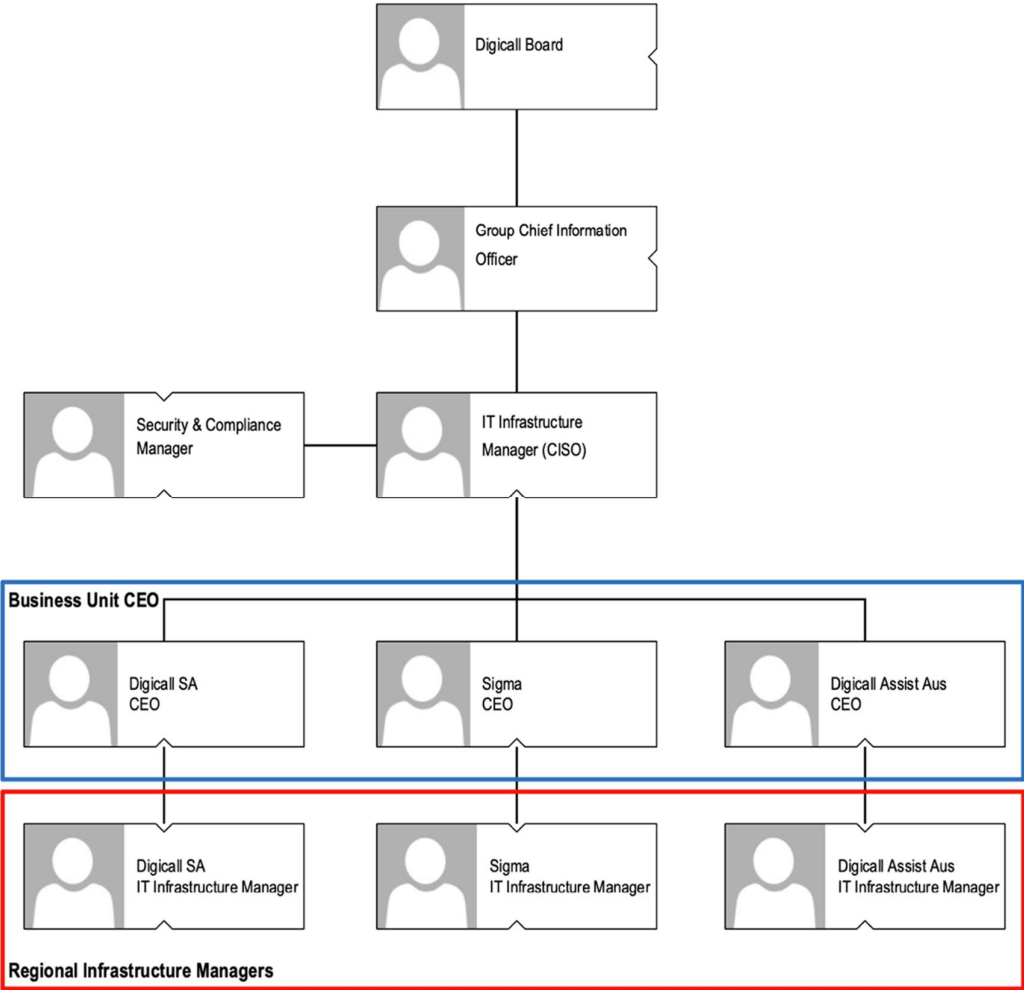 Digicall Board
Group Chief Information
Officer
Security & Compliance
Manager
IT Infrastructure
Manager (CISO)
Business Unit CEO
Digicall SA
CEO
Sigma
CEO
Digicall Assist Aus
CEO
Digicall SA
IT Infrastructure Manager
Sigma
IT Infrastructure Manager
Digicall Assist Aus
IT Infrastructure Manager
Regional Infrastructure Managers